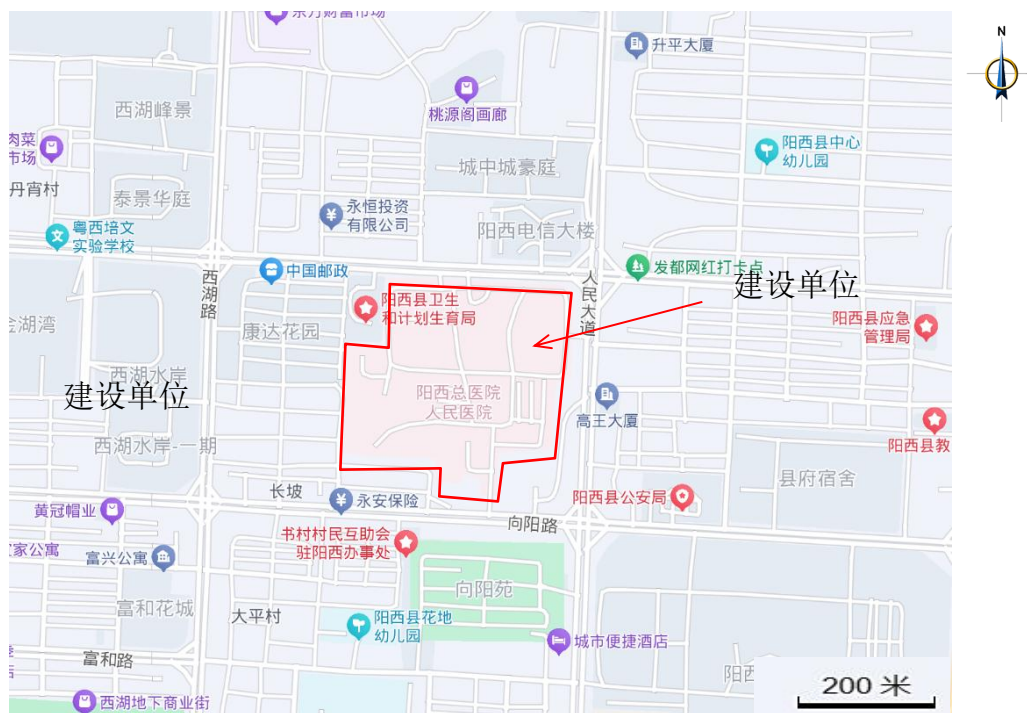 东方财富市场
N
升平大厦
西湖峰景
桃源阁画廊
肉菜
市场
阳西县中心
幼儿园
城中城豪庭
丹宵村
泰景华庭
永恒投资
有限公司
粤西培文
实验学校
阳西电信大楼
中国邮政
发都网红打卡点
西湖路
人民大道
建设单位
阳西县卫生
和计划生育局
阳西县应急
管理局
金湖湾
康达花园
西湖水岸
建设单位
阳西总医院
人民医院
高王大厦
阳西县教
西湖水岸-一期
县府宿舍
长坡
永安保险
阳西县公安局
黄冠帽业
向阳路
书村村民互助会
驻阳西办事处
家公寓
富兴公寓
向阳苑
富和花城
大平村
阳西县花地
幼儿园
城市便捷酒店
富和路
阳西
200 米
西湖地下商业街